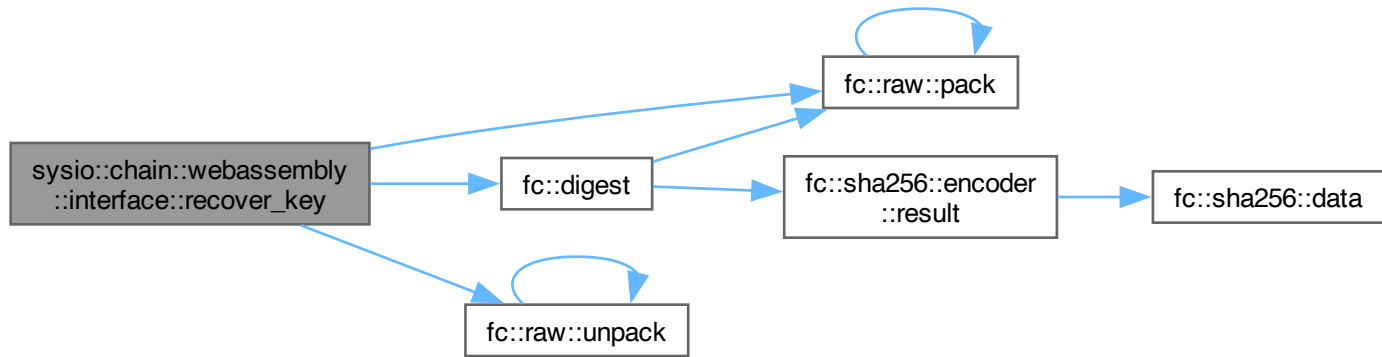 sysio::chain::webassembly
::interface::recover_key
fc::raw::pack
fc::digest
fc::sha256::encoder
::result
fc::sha256::data
fc::raw::unpack